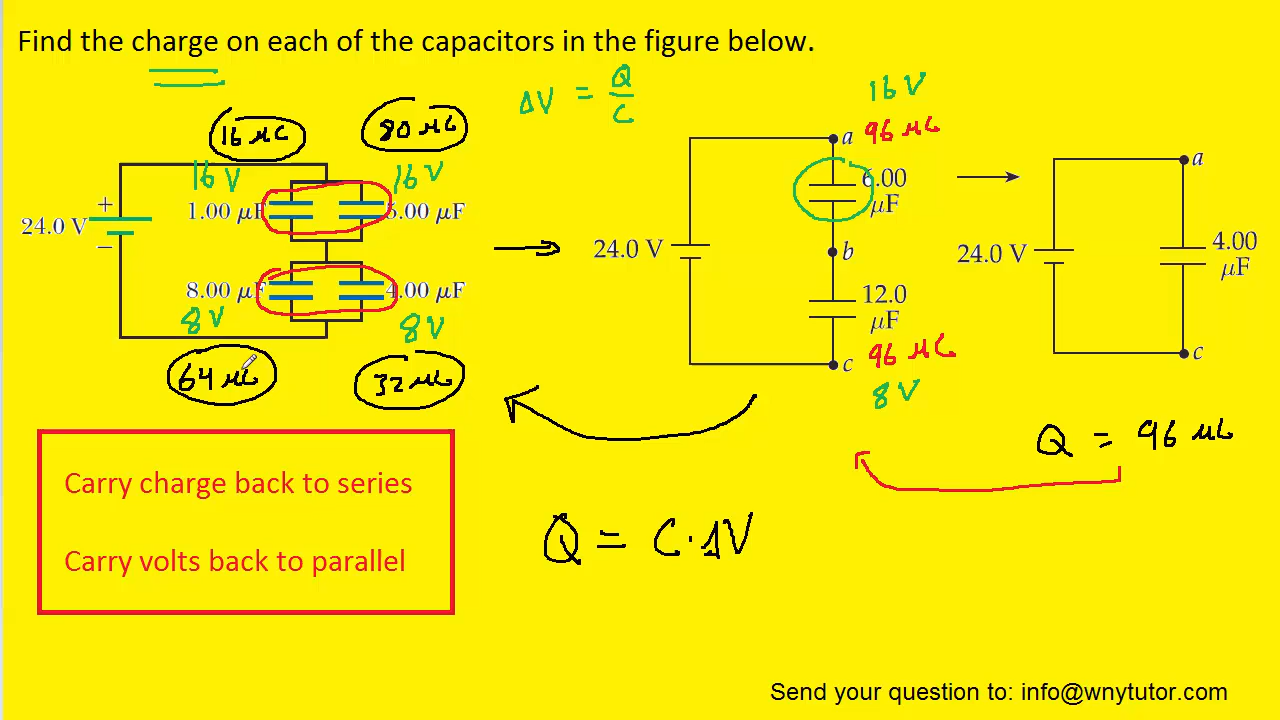 Find the charge on each of the capacitors in the figure below.
ΔV = Q/C
16 μC
80 μC
16 V
16 V
+
24.0 V
−
1.00 μF
5.00 μF
8.00 μF
4.00 μF
8 V
8 V
64 μC
32 μC
16 V
a 96 μC
6.00
μF
24.0 V
b
12.0
μF
c 96 μC
8 V
a
24.0 V
4.00
μF
c
Q = 96 μC
Carry charge back to series
Carry volts back to parallel
Q = C·ΔV
Send your question to: info@wnytutor.com